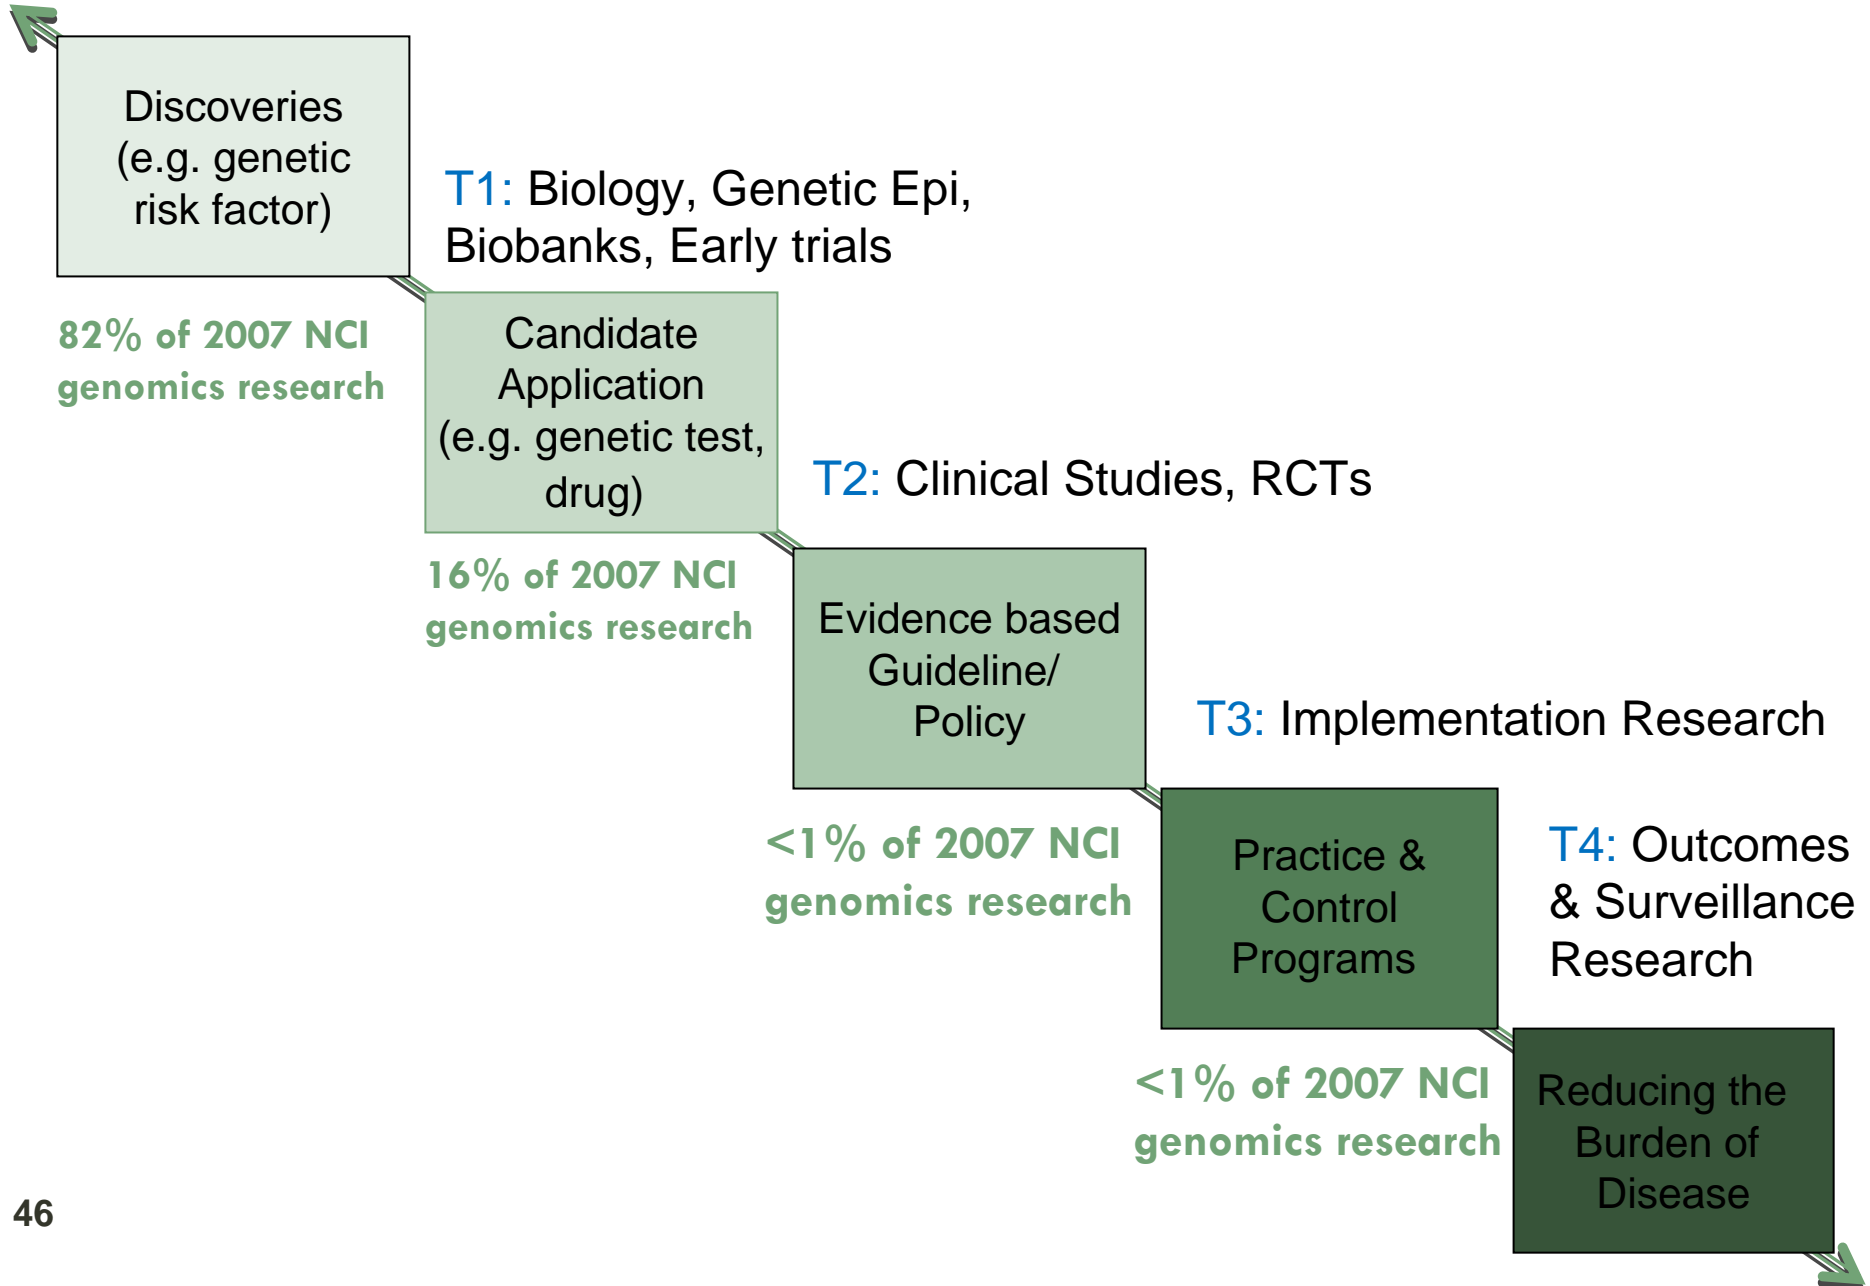 Discoveries
(e.g. genetic
risk factor)
T1: Biology, Genetic Epi,
Biobanks, Early trials
82% of 2007 NCI
genomics research
Candidate
Application
(e.g. genetic test,
drug)
T2: Clinical Studies, RCTs
16% of 2007 NCI
genomics research
Evidence based
Guideline/
Policy
T3: Implementation Research
<1% of 2007 NCI
genomics research
Practice &
Control
Programs
T4: Outcomes
& Surveillance
Research
<1% of 2007 NCI
genomics research
Reducing the
Burden of
Disease
46